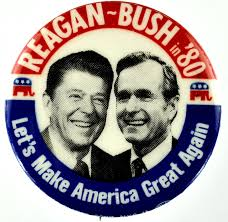 REAGAN~BUSH in '80
Let's Make America Great Again